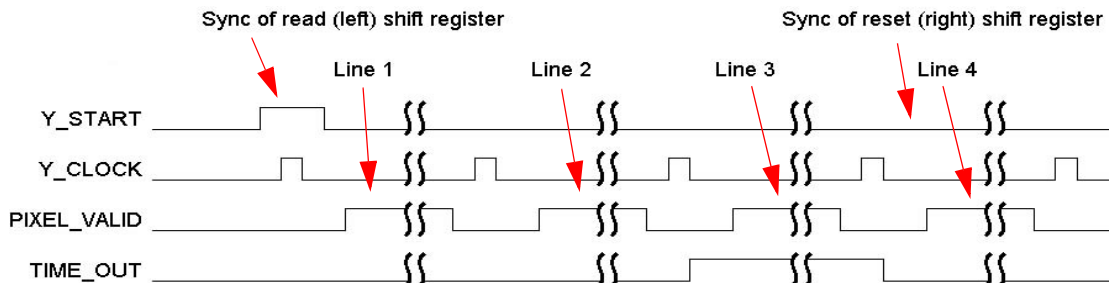 Sync of read (left) shift register
Sync of reset (right) shift register
Line 1
Line 2
Line 3
Line 4
Y_START
Y_CLOCK
PIXEL_VALID
TIME_OUT